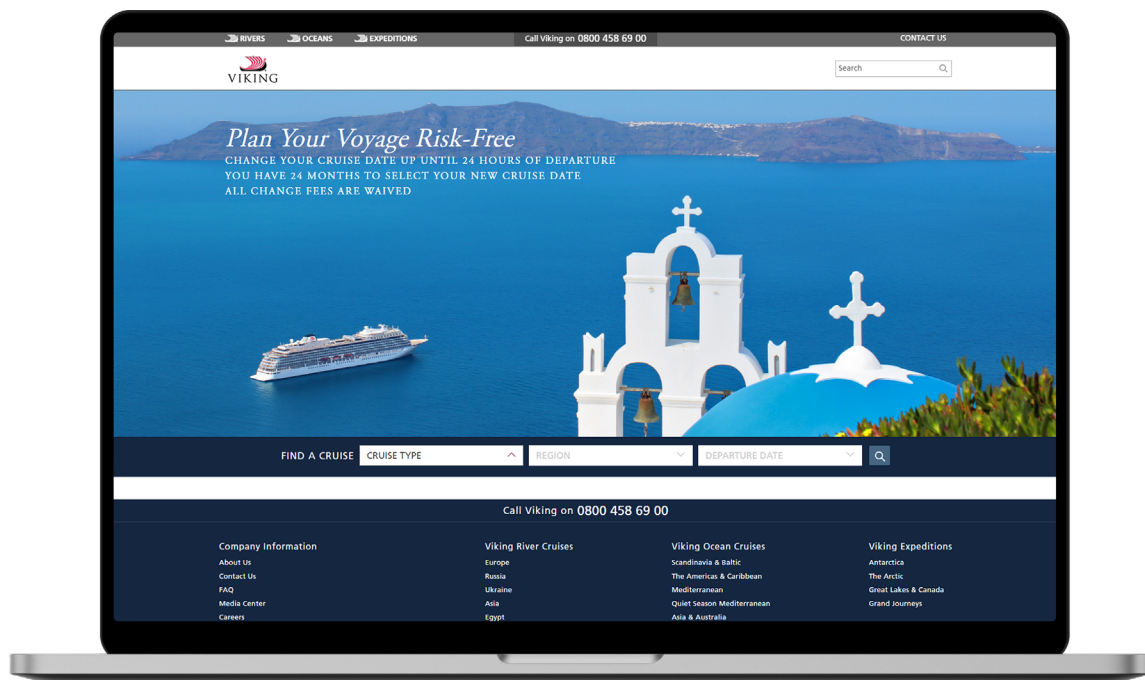 RIVERS OCEANS EXPEDITIONS Call Viking on 0800 458 69 00 CONTACT US
VIKING
Search
Plan Your Voyage Risk-Free
CHANGE YOUR CRUISE DATE UP UNTIL 24 HOURS OF DEPARTURE
YOU HAVE 24 MONTHS TO SELECT YOUR NEW CRUISE DATE
ALL CHANGE FEES ARE WAIVED
FIND A CRUISE CRUISE TYPE REGION DEPARTURE DATE
Call Viking on 0800 458 69 00
Company Information Viking River Cruises Viking Ocean Cruises Viking Expeditions
About Us Europe Scandinavia & Baltic Antarctica
Contact Us Russia The Americas & Caribbean The Arctic
FAQ Ukraine Mediterranean Great Lakes & Canada
Media Center Asia Quiet Season Mediterranean Grand Journeys
Careers Egypt Asia & Australia